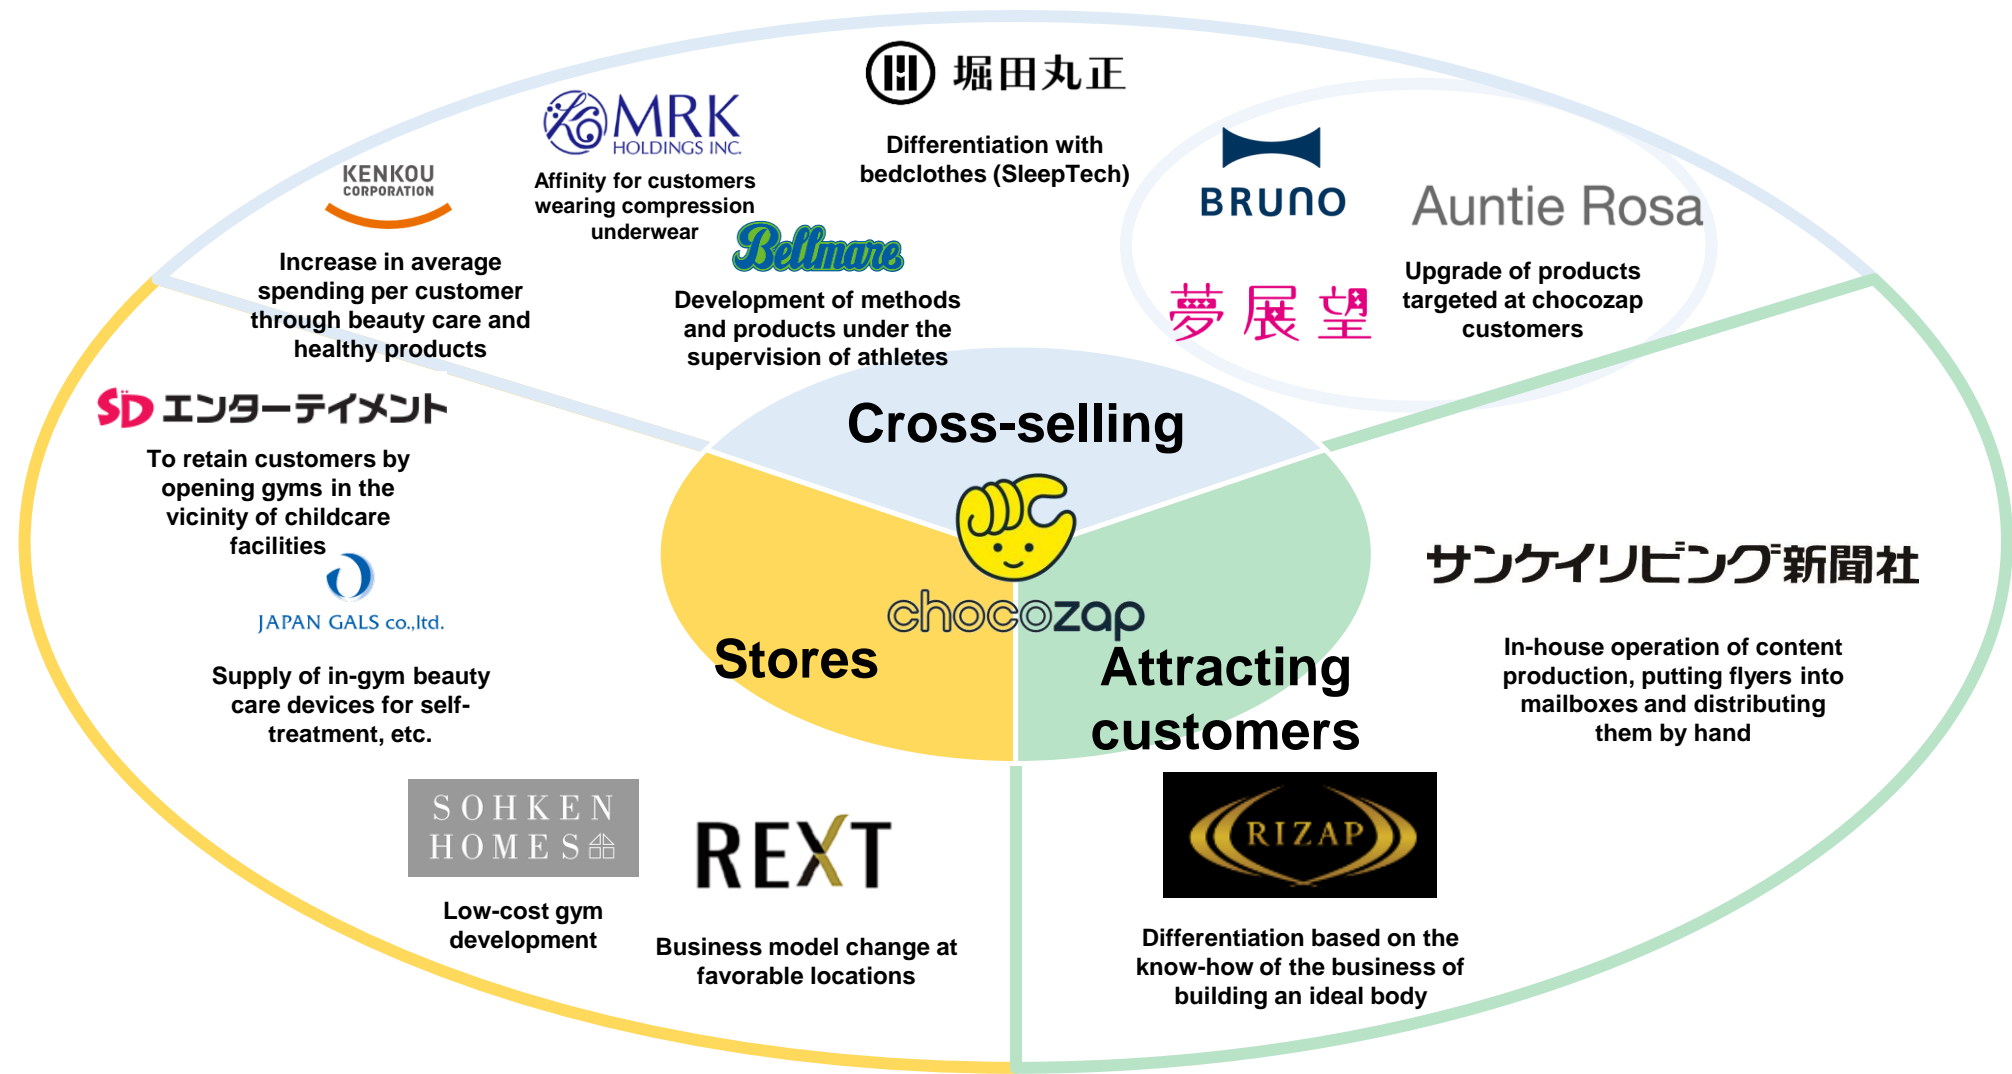 堀田丸正
Differentiation with
bedclothes (SleepTech)
MRK
HOLDINGS INC.
Affinity for customers
wearing compression
underwear
KENKOU
CORPORATION
Increase in average
spending per customer
through beauty care and
healthy products
Bellmare
Development of methods
and products under the
supervision of athletes
BRUNO
Auntie Rosa
夢展望
Upgrade of products
targeted at chocozap
customers
Cross-selling
SDエンターテイメント
To retain customers by
opening gyms in the
vicinity of childcare
facilities
JAPAN GALS co.,ltd.
Supply of in-gym beauty
care devices for self-
treatment, etc.
chocozap
Stores
Attracting
customers
サンケイリビング新聞社
In-house operation of content
production, putting flyers into
mailboxes and distributing
them by hand
SOHKEN
HOMES
Low-cost gym
development
REXT
Business model change at
favorable locations
RIZAP
Differentiation based on the
know-how of the business of
building an ideal body